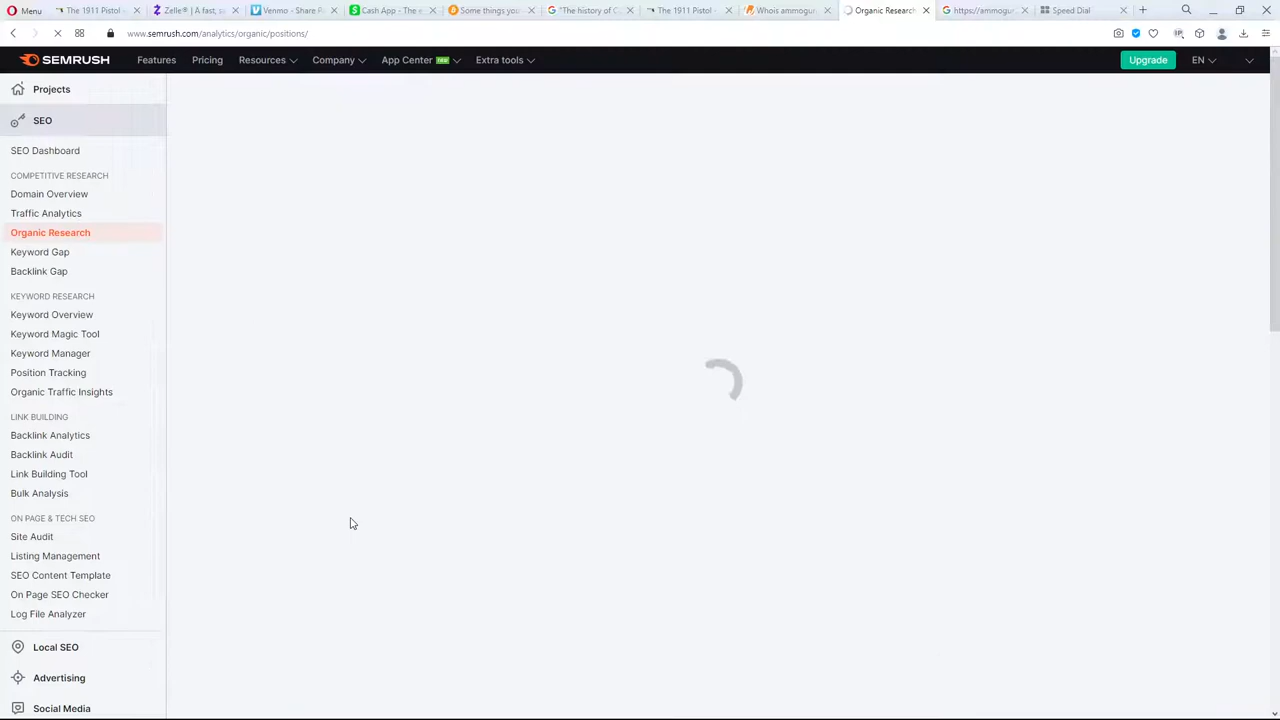 Menu
The 1911 Pistol -
Zelle® | A fast, s
Venmo - Share P
Cash App - The e
Some things you
"The history of C
The 1911 Pistol -
Whois ammogur
Organic Research
https://ammogu
Speed Dial
www.semrush.com/analytics/organic/positions/
SEMRUSH
Features
Pricing
Resources
Company
App Center
Extra tools
Upgrade
EN
Projects
SEO
SEO Dashboard
COMPETITIVE RESEARCH
Domain Overview
Traffic Analytics
Organic Research
Keyword Gap
Backlink Gap
KEYWORD RESEARCH
Keyword Overview
Keyword Magic Tool
Keyword Manager
Position Tracking
Organic Traffic Insights
LINK BUILDING
Backlink Analytics
Backlink Audit
Link Building Tool
Bulk Analysis
ON PAGE & TECH SEO
Site Audit
Listing Management
SEO Content Template
On Page SEO Checker
Log File Analyzer
Local SEO
Advertising
Social Media